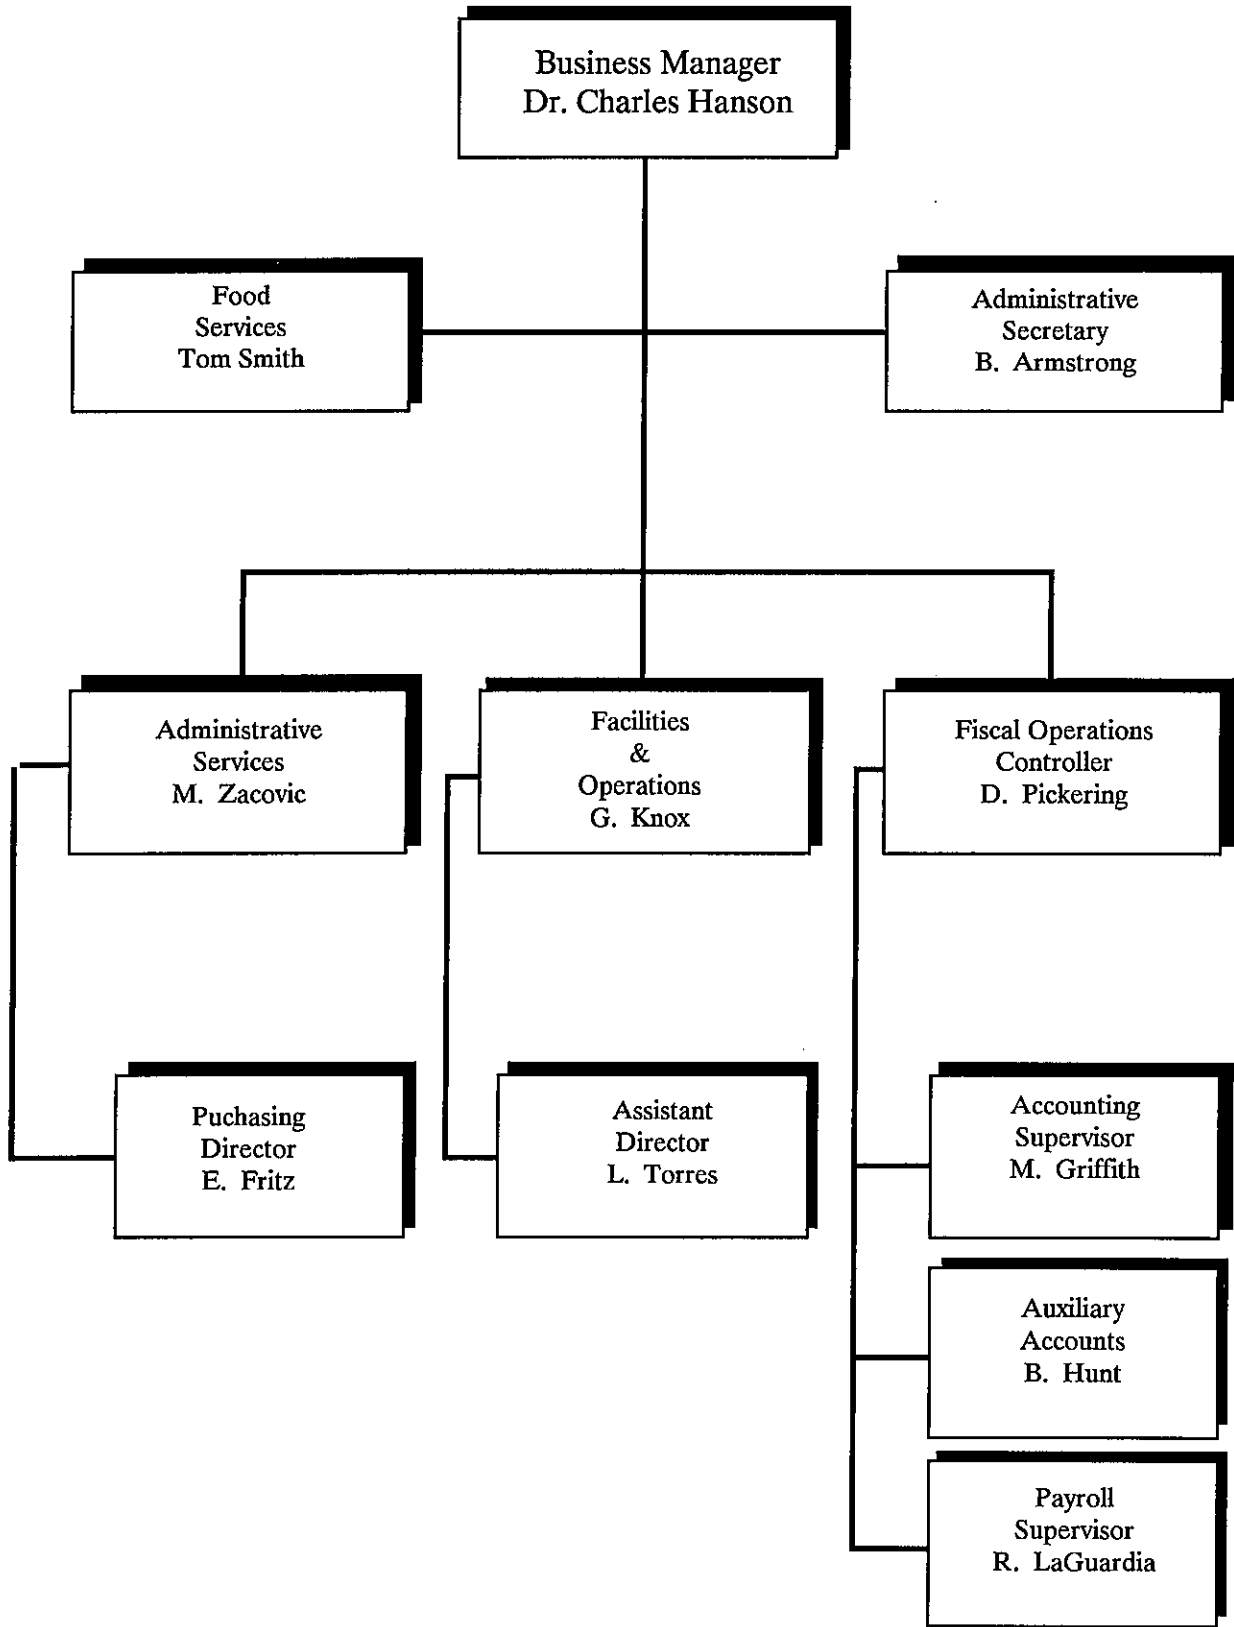 Business Manager
Dr. Charles Hanson
Food
Services
Tom Smith
Administrative
Secretary
B. Armstrong
Administrative
Services
M. Zacovic
Facilities
&
Operations
G. Knox
Fiscal Operations
Controller
D. Pickering
Puchasing
Director
E. Fritz
Assistant
Director
L. Torres
Accounting
Supervisor
M. Griffith
Auxiliary
Accounts
B. Hunt
Payroll
Supervisor
R. LaGuardia